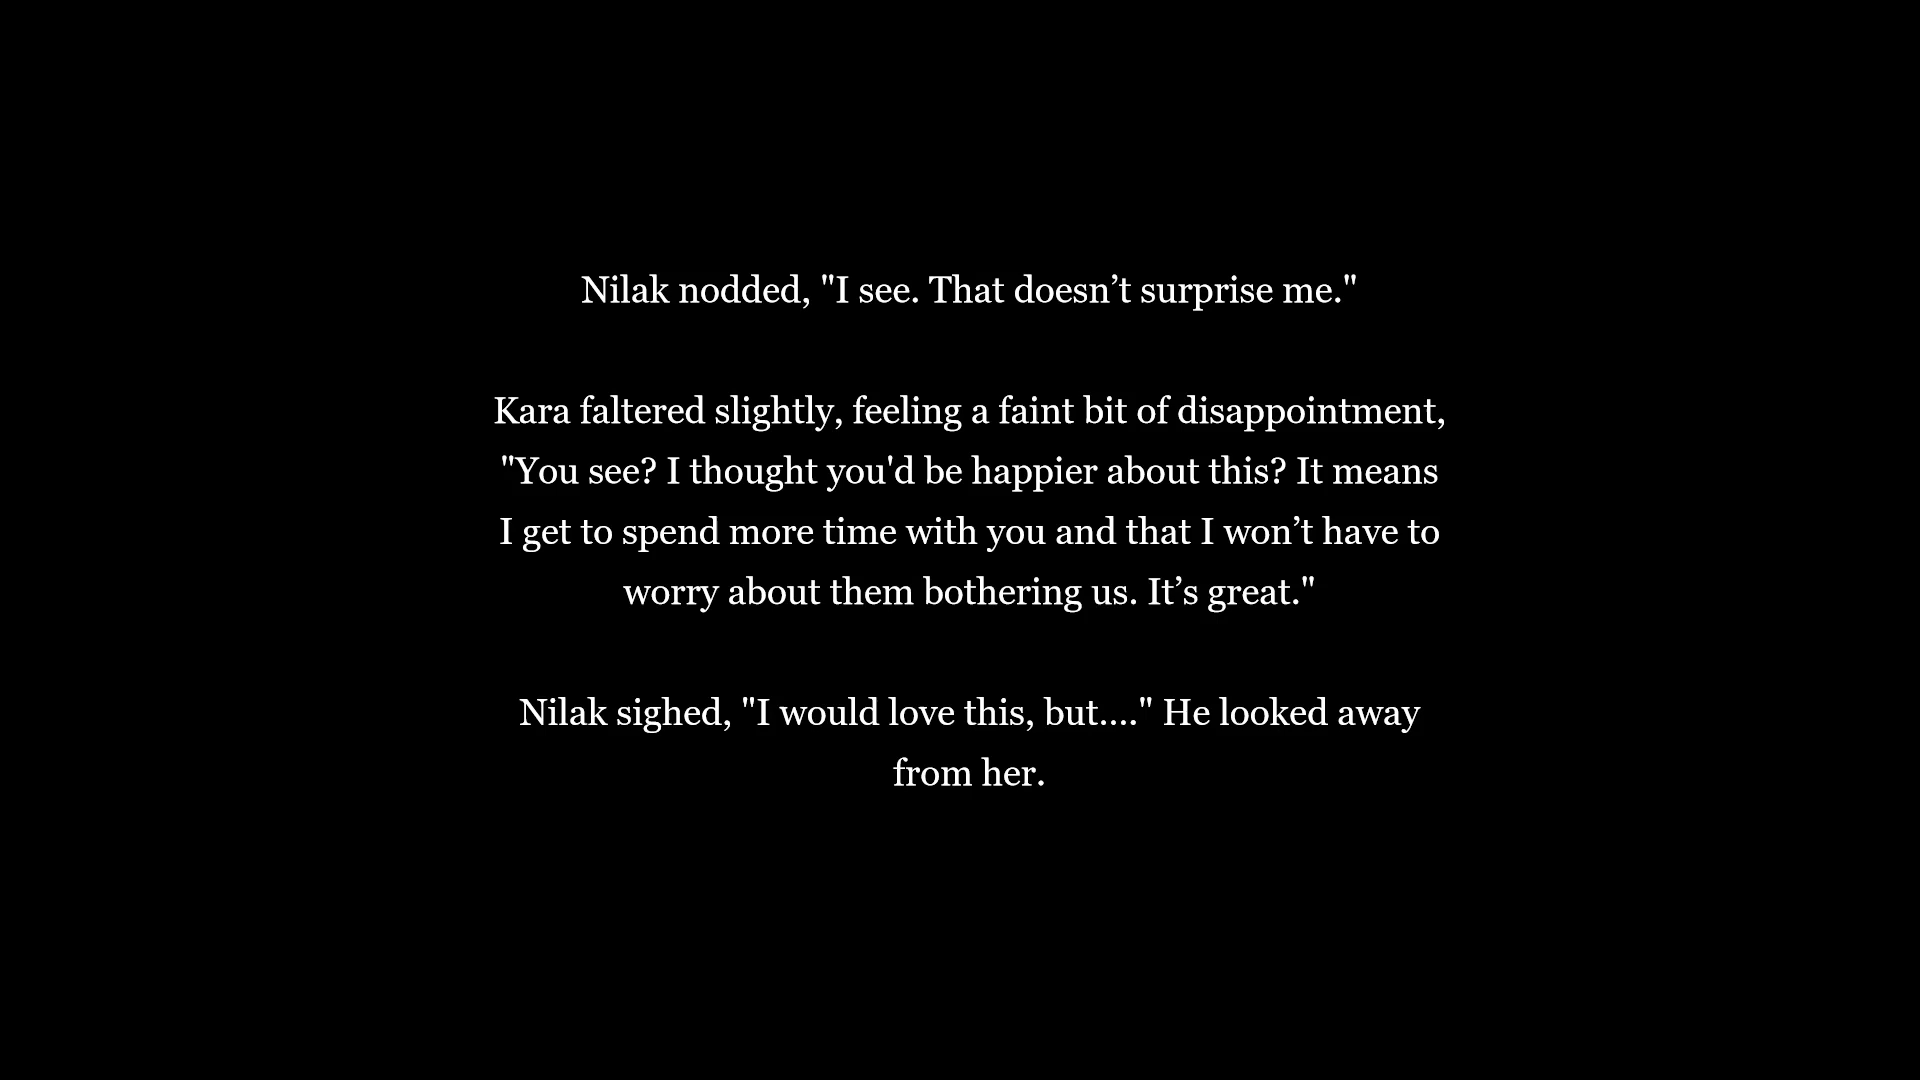 Nilak nodded, "I see. That doesn’t surprise me."
Kara faltered slightly, feeling a faint bit of disappointment,
"You see? I thought you'd be happier about this? It means
I get to spend more time with you and that I won’t have to
worry about them bothering us. It’s great."
Nilak sighed, "I would love this, but...." He looked away
from her.